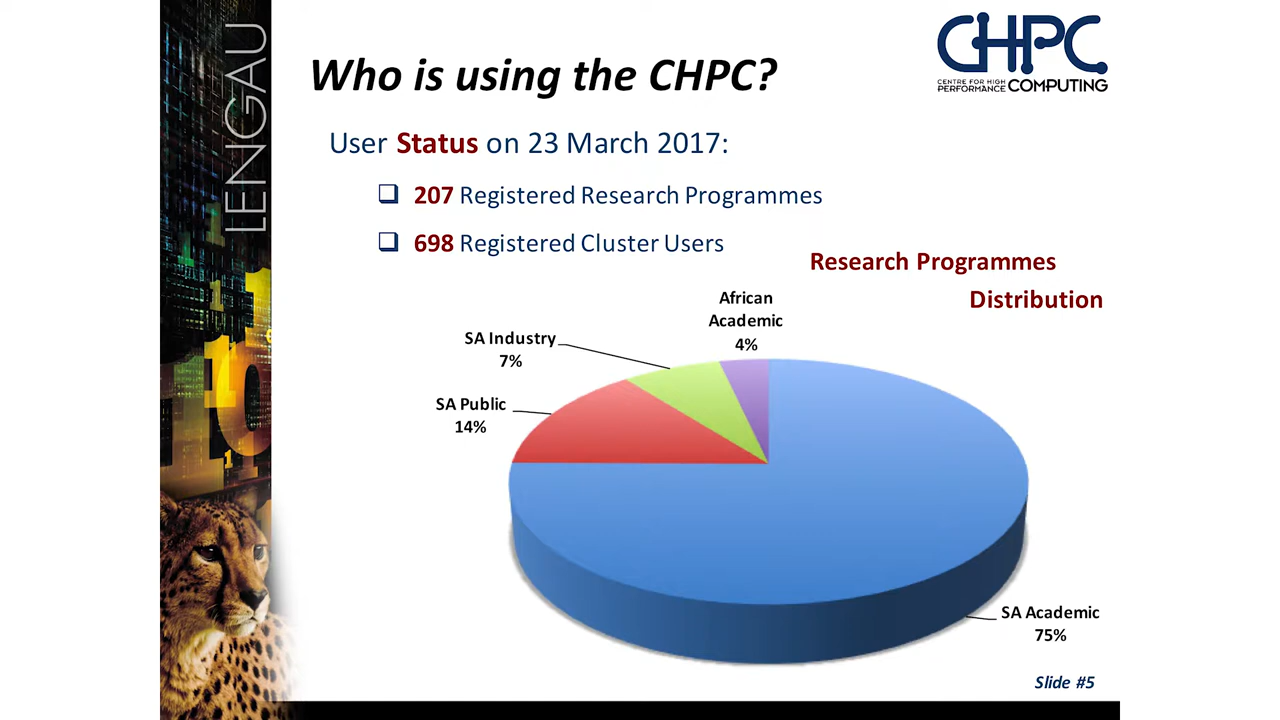 LENGAU
Who is using the CHPC?
CHPC
CENTRE FOR HIGH
PERFORMANCE COMPUTING
User Status on 23 March 2017:
❑ 207 Registered Research Programmes
❑ 698 Registered Cluster Users
Research Programmes
Distribution
African
Academic
4%
SA Industry
7%
SA Public
14%
SA Academic
75%
Slide #5